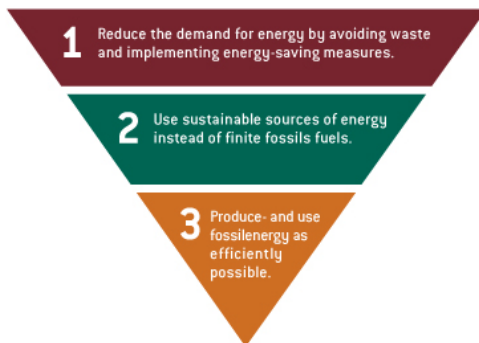 1 Reduce the demand for energy by avoiding waste
and implementing energy-saving measures.
2 Use sustainable sources of energy
instead of finite fossils fuels.
3 Produce- and use
fossilenergy as
efficiently
possible.